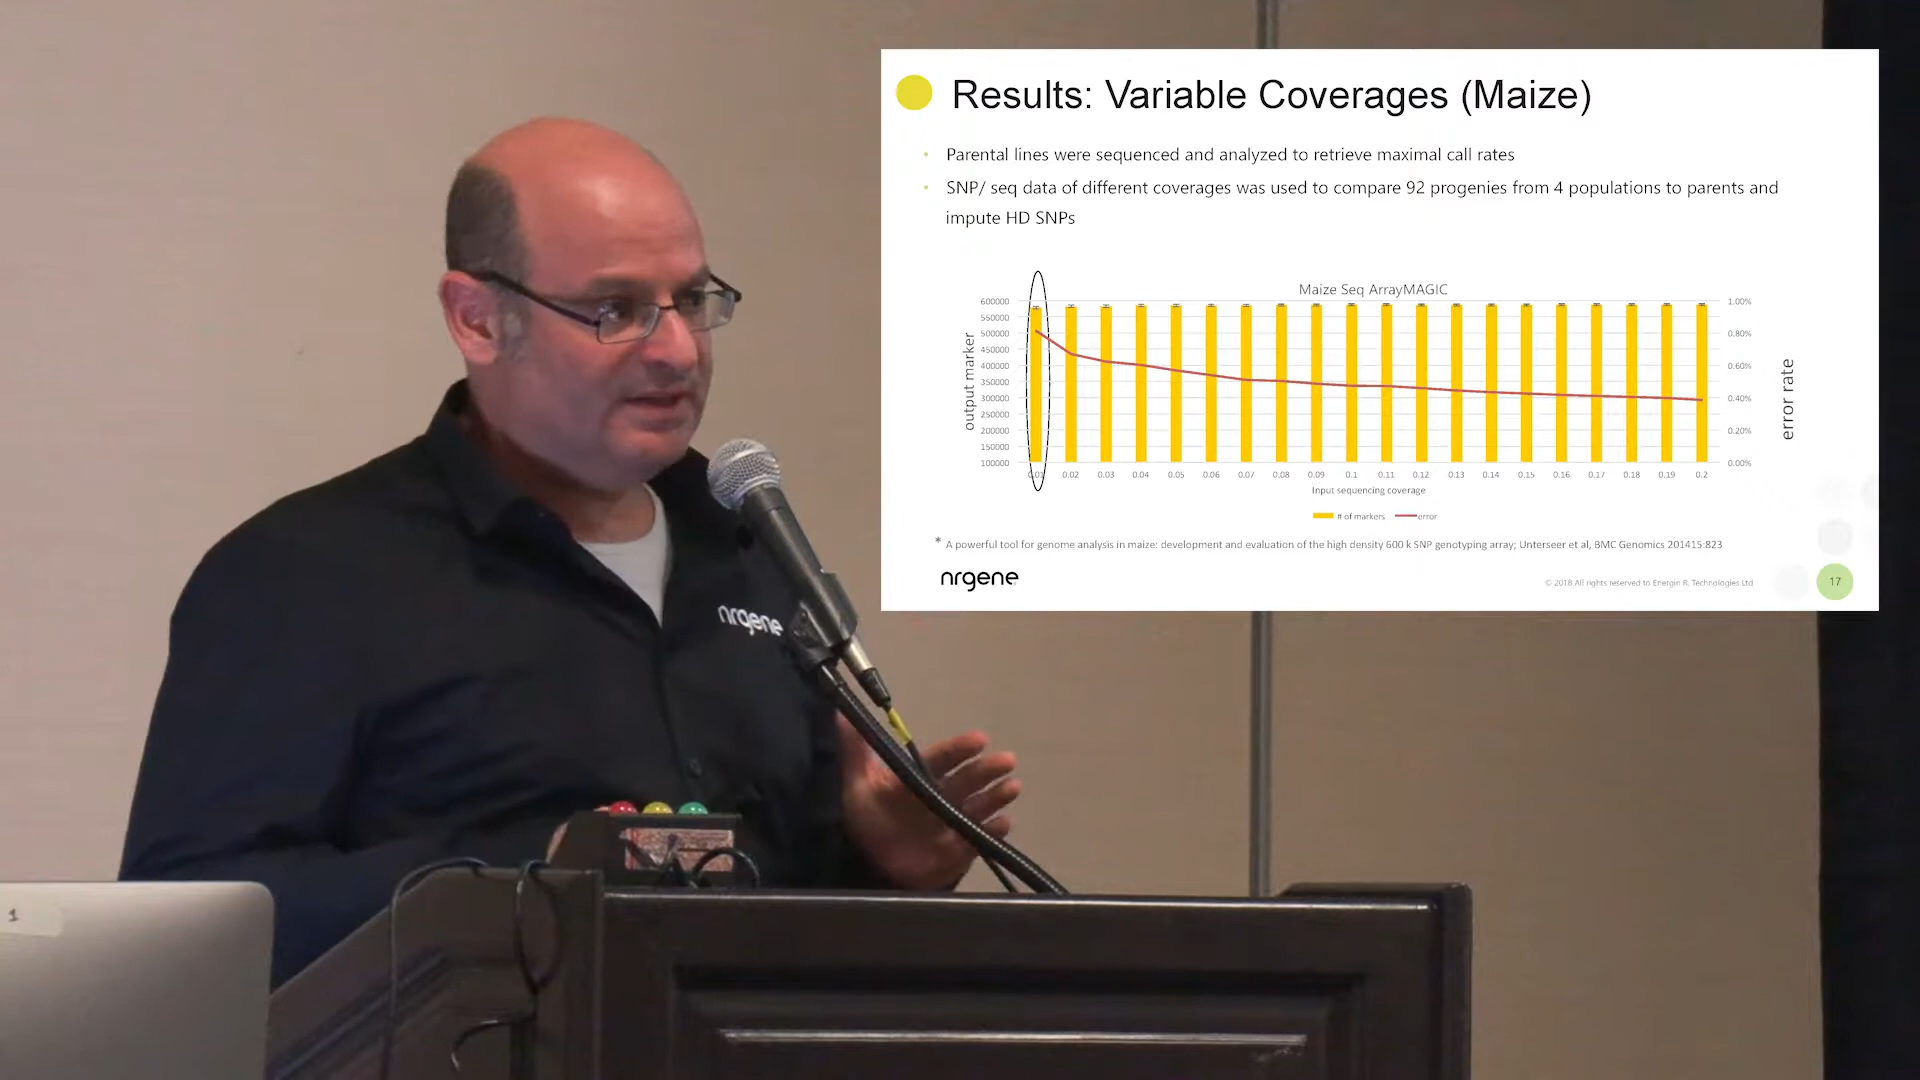 Results: Variable Coverages (Maize)
• Parental lines were sequenced and analyzed to retrieve maximal call rates
• SNP/ seq data of different coverages was used to compare 92 progenies from 4 populations to parents and
impute HD SNPs
Maize Seq ArrayMAGIC
output marker
600000
550000
500000
450000
400000
350000
300000
250000
200000
150000
100000
1.00%
0.80%
0.60%
0.40%
0.20%
0.00%
error rate
0.01 0.02 0.03 0.04 0.05 0.06 0.07 0.08 0.09 0.1 0.11 0.12 0.13 0.14 0.15 0.16 0.17 0.18 0.19 0.2
Input sequencing coverage
# of markers error
* A powerful tool for genome analysis in maize: development and evaluation of the high density 600 k SNP genotyping array; Unterseer et al, BMC Genomics 201415:823
nrgene
© 2018 All rights reserved to Energin R. Technologies Ltd
17
nrgene
1